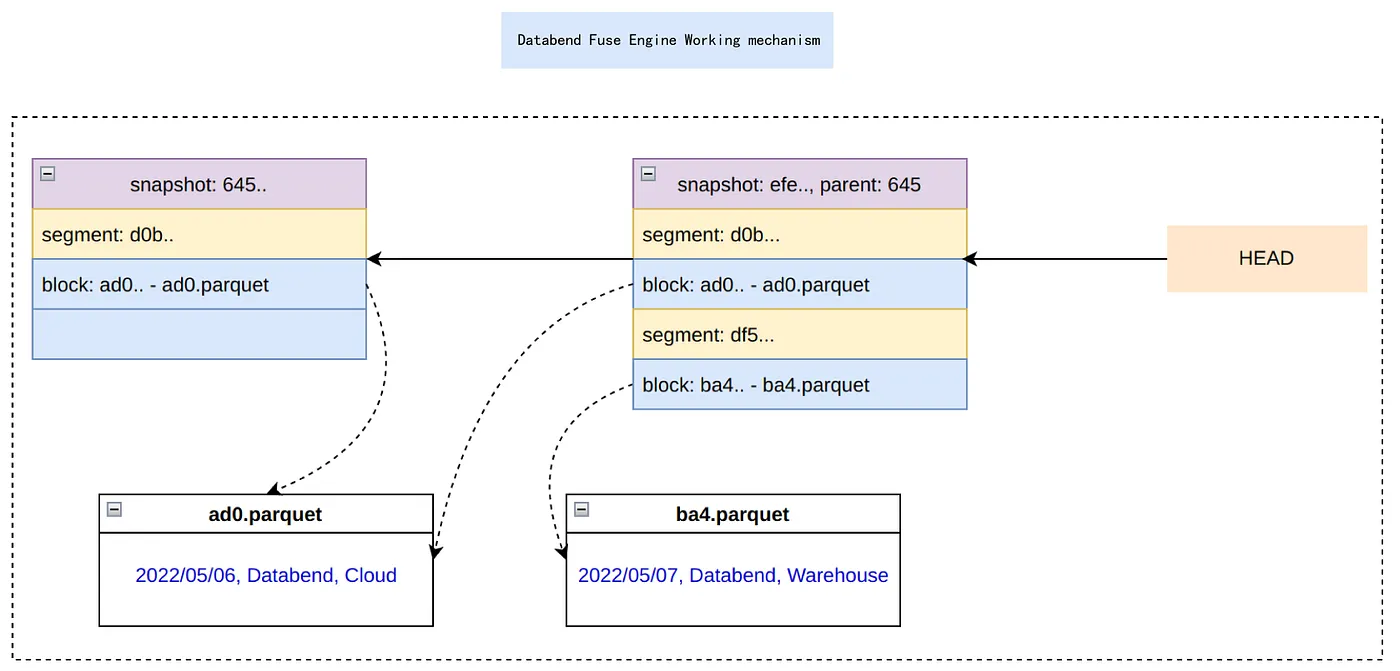 Databend Fuse Engine Working mechanism
snapshot: 645..
segment: d0b..
block: ad0.. - ad0.parquet
snapshot: efe.., parent: 645
segment: d0b...
block: ad0.. - ad0.parquet
segment: df5...
block: ba4.. - ba4.parquet
HEAD
ad0.parquet
2022/05/06, Databend, Cloud
ba4.parquet
2022/05/07, Databend, Warehouse